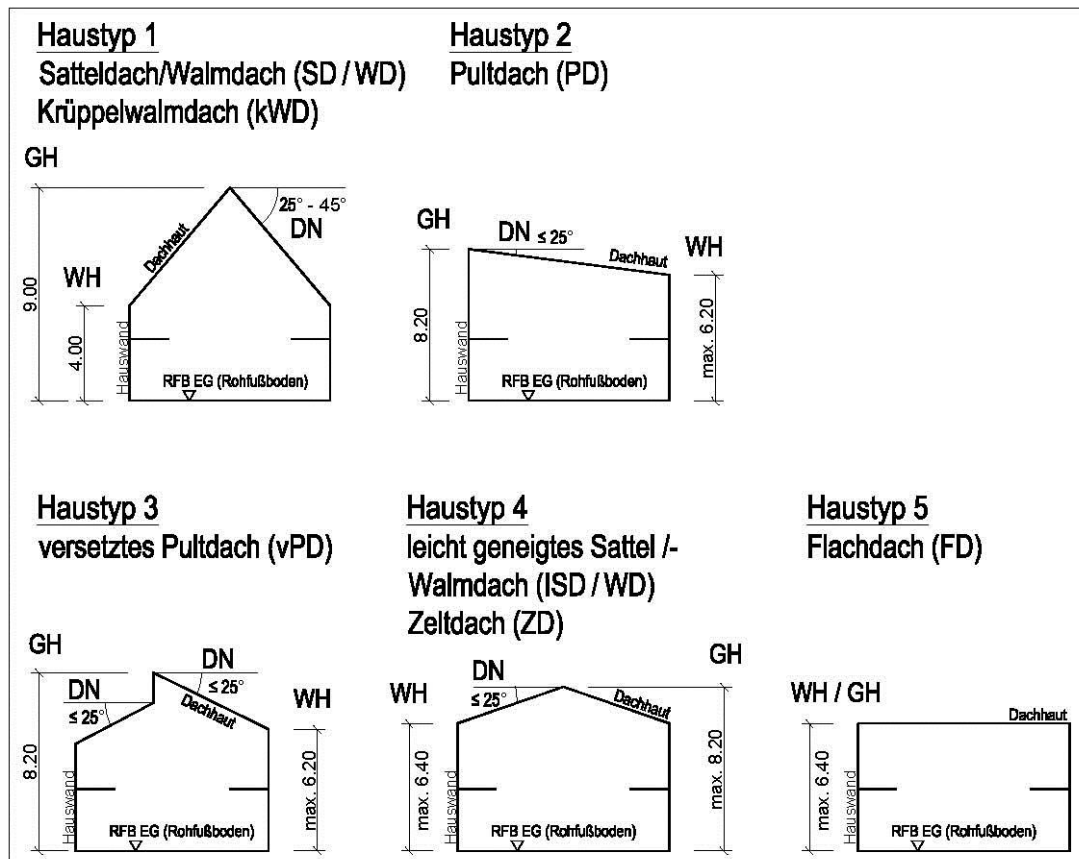 Haustyp 1
Satteldach/Walmdach (SD / WD)
Krüppelwalmdach (kWD)
GH
9.00
WH
4.00
Hauswand
Dachhaut
25° - 45°
DN
RFB EG (Rohfußboden)
Haustyp 2
Pultdach (PD)
GH
8.20
DN ≤ 25°
Dachhaut
WH
max. 6.20
Hauswand
RFB EG (Rohfußboden)
Haustyp 3
versetztes Pultdach (vPD)
GH
8.20
DN
≤ 25°
DN
≤ 25°
Dachhaut
WH
max. 6.20
Hauswand
RFB EG (Rohfußboden)
Haustyp 4
leicht geneigtes Sattel /-
Walmdach (lSD / WD)
Zeltdach (ZD)
WH
max. 6.40
DN
≤ 25°
Dachhaut
GH
max. 8.20
Hauswand
RFB EG (Rohfußboden)
Haustyp 5
Flachdach (FD)
WH / GH
max. 6.40
Dachhaut
Hauswand
RFB EG (Rohfußboden)